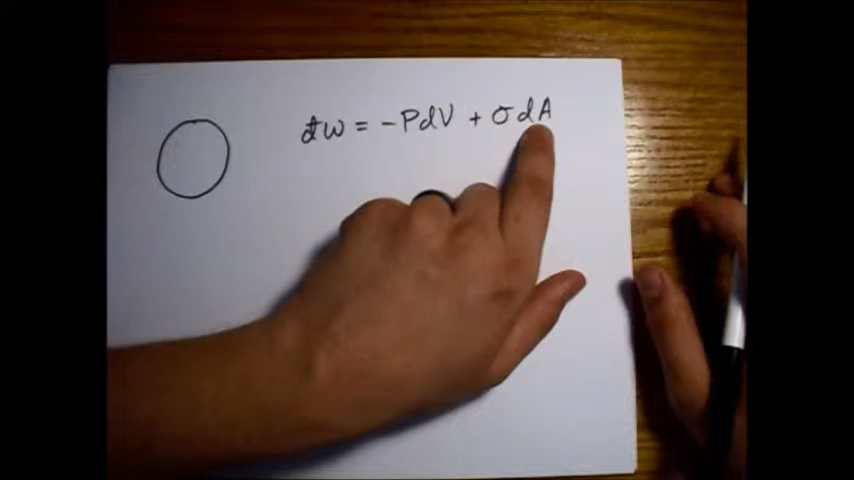 đw = -PdV + σdA